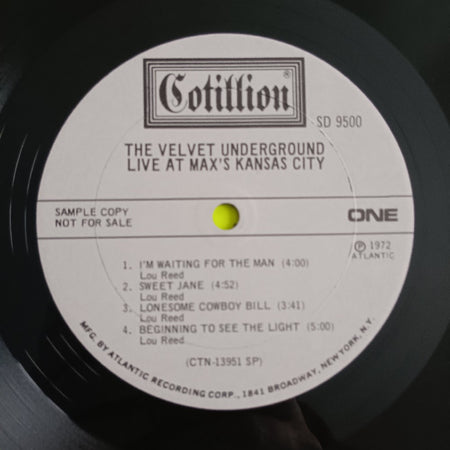 Cotillion®
SD 9500
THE VELVET UNDERGROUND
LIVE AT MAX'S KANSAS CITY
SAMPLE COPY
NOT FOR SALE
ONE
Ⓟ 1972
ATLANTIC
1. I'M WAITING FOR THE MAN (4:00)
Lou Reed
2. SWEET JANE (4:52)
Lou Reed
3. LONESOME COWBOY BILL (3:41)
Lou Reed
4. BEGINNING TO SEE THE LIGHT (5:00)
Lou Reed
(CTN-13951 SP)
MFG. BY ATLANTIC RECORDING CORP., 1841 BROADWAY, NEW YORK, N.Y.